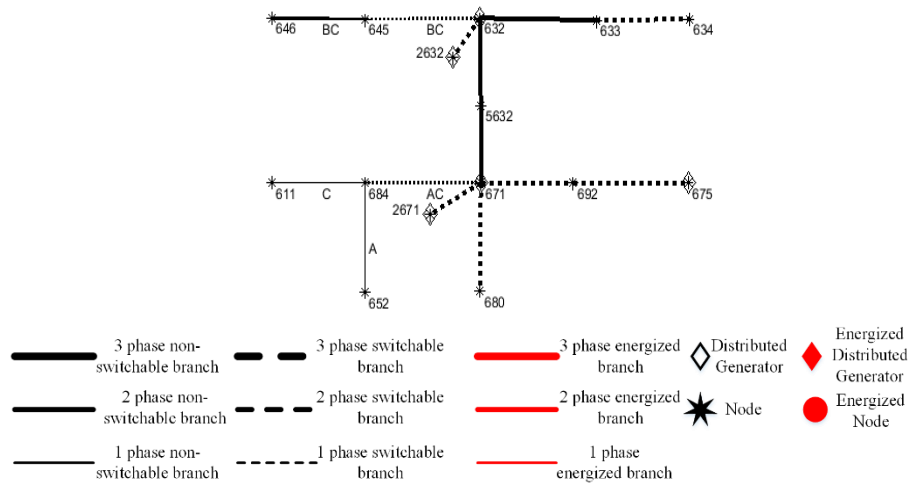 646 BC 645 BC 632 633 634
2632
5632
611 C 684 AC 671 692 675
2671
A
652 680
3 phase non-
switchable branch
3 phase switchable
branch
3 phase energized
branch
Distributed
Generator
Energized
Distributed
Generator
2 phase non-
switchable branch
2 phase switchable
branch
2 phase energized
branch
Node
Energized
Node
1 phase non-
switchable branch
1 phase switchable
branch
1 phase
energized branch